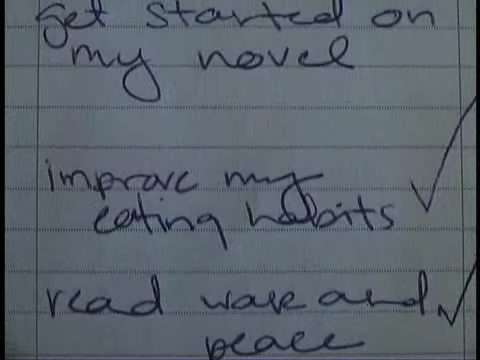 get started on
my novel
improve my
eating habits
read war and
peace